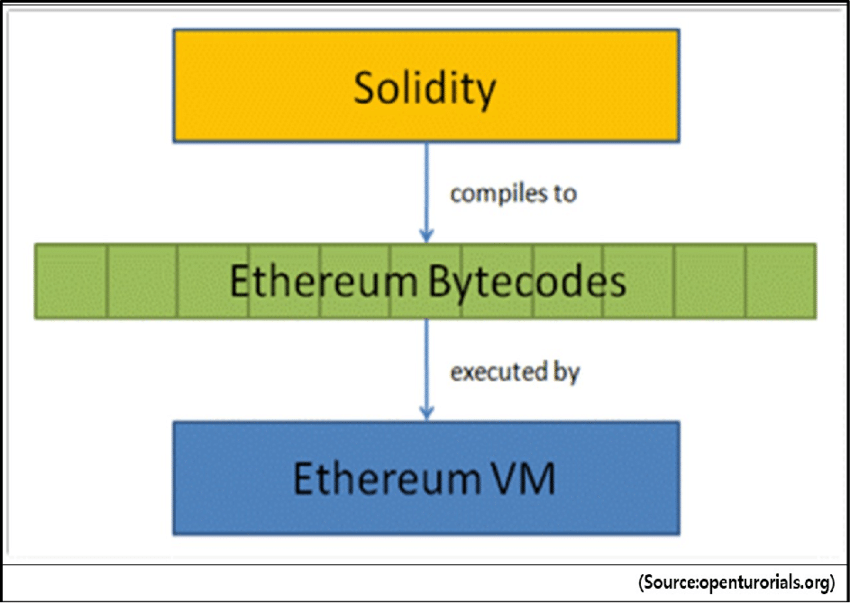 Solidity
compiles to
Ethereum Bytecodes
executed by
Ethereum VM
(Source:openturorials.org)